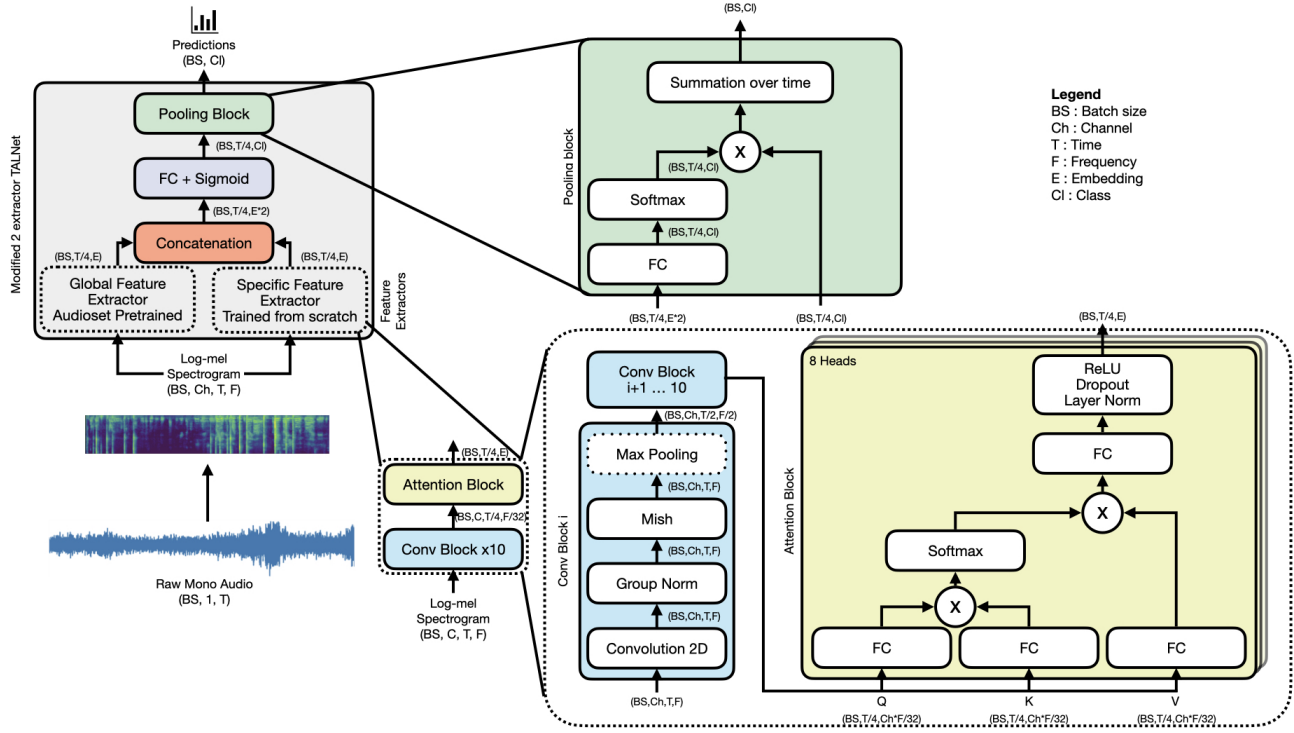 Predictions
(BS, Cl)
Modified 2 extractor TALNet
Pooling Block
(BS,T/4,Cl)
FC + Sigmoid
(BS,T/4,E*2)
Concatenation
(BS,T/4,E)
(BS,T/4,E)
Global Feature
Extractor
Audioset Pretrained
Specific Feature
Extractor
Trained from scratch
Feature
Extractors
Log-mel
Spectrogram
(BS, Ch, T, F)
Raw Mono Audio
(BS, 1, T)
(BS,T/4,E)
Attention Block
(BS,C,T/4,F/32)
Conv Block x10
Log-mel
Spectrogram
(BS, C, T, F)
(BS,Cl)
Pooling block
Summation over time
X
(BS,T/4,Cl)
Softmax
(BS,T/4,Cl)
FC
(BS,T/4,E*2)
(BS,T/4,Cl)
Legend
BS : Batch size
Ch : Channel
T : Time
F : Frequency
E : Embedding
Cl : Class
Conv Block
i+1 ... 10
(BS,Ch,T/2,F/2)
Conv Block i
Max Pooling
(BS,Ch,T,F)
Mish
(BS,Ch,T,F)
Group Norm
(BS,Ch,T,F)
Convolution 2D
(BS,Ch,T,F)
(BS,T/4,E)
8 Heads
Attention Block
ReLU
Dropout
Layer Norm
FC
X
Softmax
X
FC
FC
FC
Q
K
V
(BS,T/4,Ch*F/32)
(BS,T/4,Ch*F/32)
(BS,T/4,Ch*F/32)